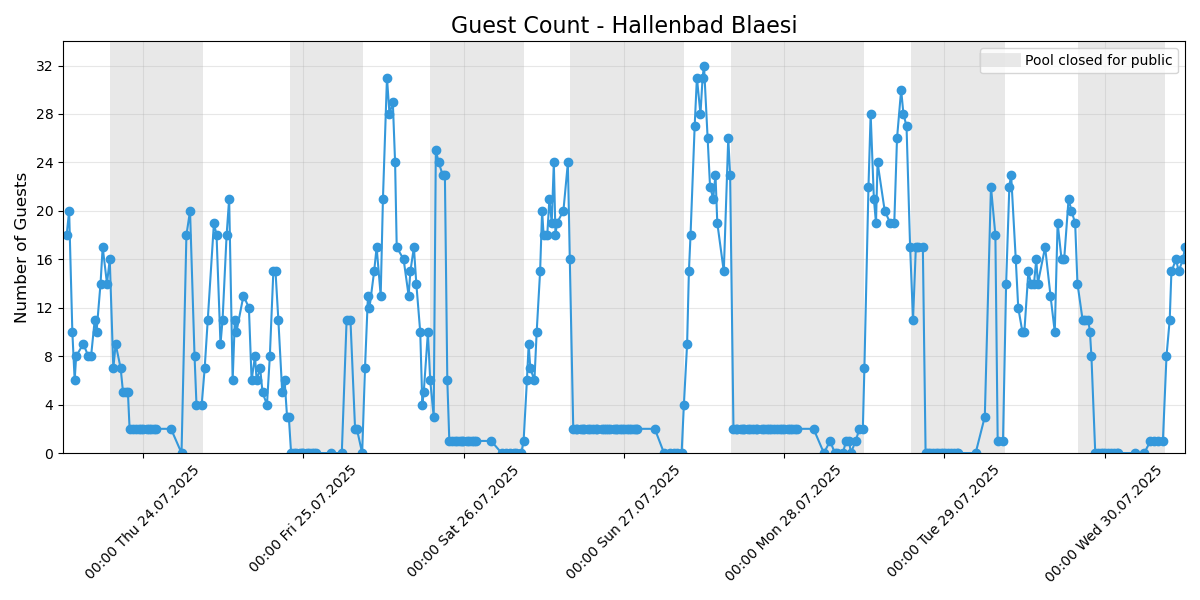 Guest Count - Hallenbad Blaesi
Pool closed for public
Number of Guests
32
28
24
20
16
12
8
4
0
00:00 Thu 24.07.2025
00:00 Fri 25.07.2025
00:00 Sat 26.07.2025
00:00 Sun 27.07.2025
00:00 Mon 28.07.2025
00:00 Tue 29.07.2025
00:00 Wed 30.07.2025